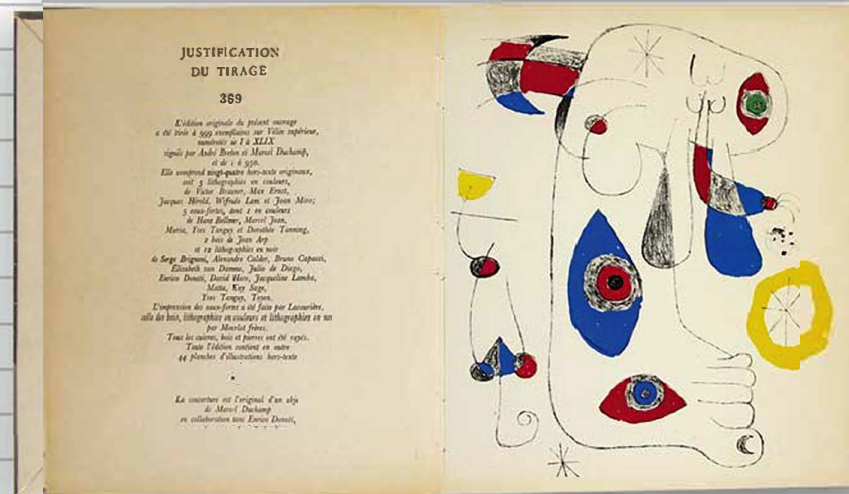 JUSTIFICATION
DU TIRAGE
369
L'édition originale du présent ouvrage
a été tirée à 999 exemplaires sur Vélin supérieur,
numérotés de I à XLIX
signés par André Breton et Marcel Duchamp,
et de 1 à 950.
Elle comprend vingt-quatre hors-texte originaux,
soit 5 lithographies en couleurs,
de Victor Brauner, Max Ernst,
Jacques Hérold, Wifredo Lam et Joan Miro;
5 eaux-fortes, dont 1 en couleurs
de Hans Bellmer, Marcel Jean,
Maria, Yves Tanguy et Dorothée Tanning,
2 bois de Jean Arp
et 12 lithographies en noir
de Serge Brignoni, Alexandre Calder, Bruno Capacci,
Elisabeth van Damme, Julio de Diego,
Enrico Donati, David Hare, Jacqueline Lamba,
Matta, Kay Sage,
Yves Tanguy, Toyen.
L'impression des eaux-fortes a été faite par Lacourière,
celle des bois, lithographies en couleurs et lithographies en noi
par Mourlot frères.
Tous les cuivres, bois et pierres ont été rayés.
Toute l'édition contient en outre
44 planches d'illustrations hors-texte
*
La couverture est l'original d'un obje
de Marcel Duchamp
en collaboration avec Enrico Donati,